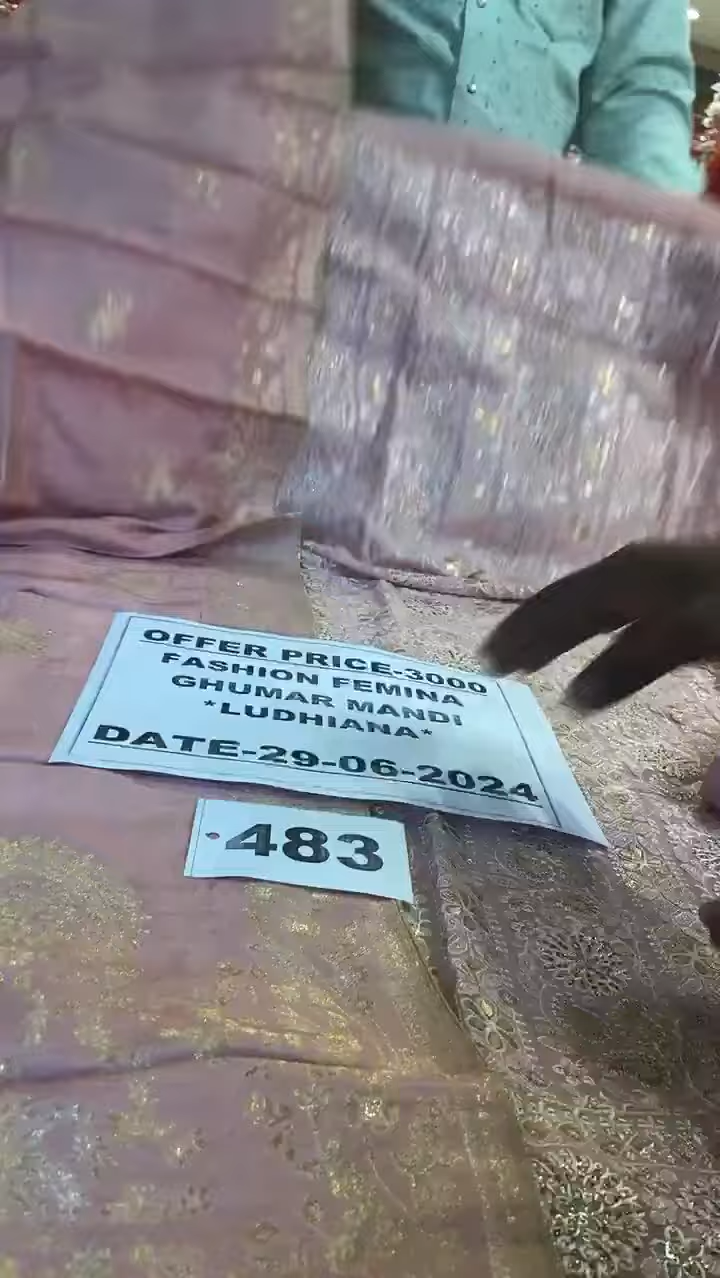 OFFER PRICE-3000
FASHION FEMINA
GHUMAR MANDI
*LUDHIANA*
DATE-29-06-2024
483